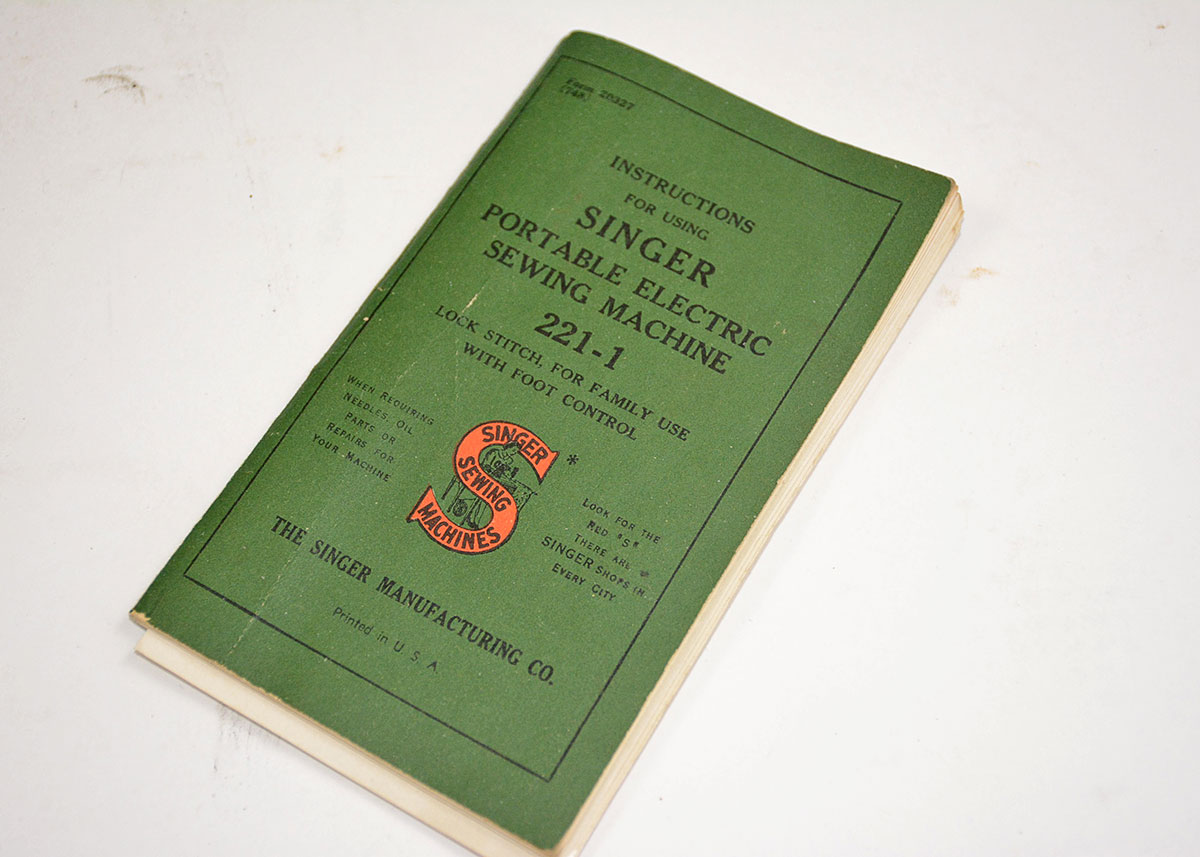 Form 20327
(748)
INSTRUCTIONS
FOR USING
SINGER
PORTABLE ELECTRIC
SEWING MACHINE
221-1
LOCK STITCH, FOR FAMILY USE
WITH FOOT CONTROL
WHEN REQUIRING
NEEDLES, OIL
PARTS OR
REPAIRS FOR
YOUR MACHINE
SINGER *
SEWING
MACHINES
LOOK FOR THE
RED "S"
THERE ARE
SINGER SHOPS IN
EVERY CITY
THE SINGER MANUFACTURING CO.
Printed in U. S. A.